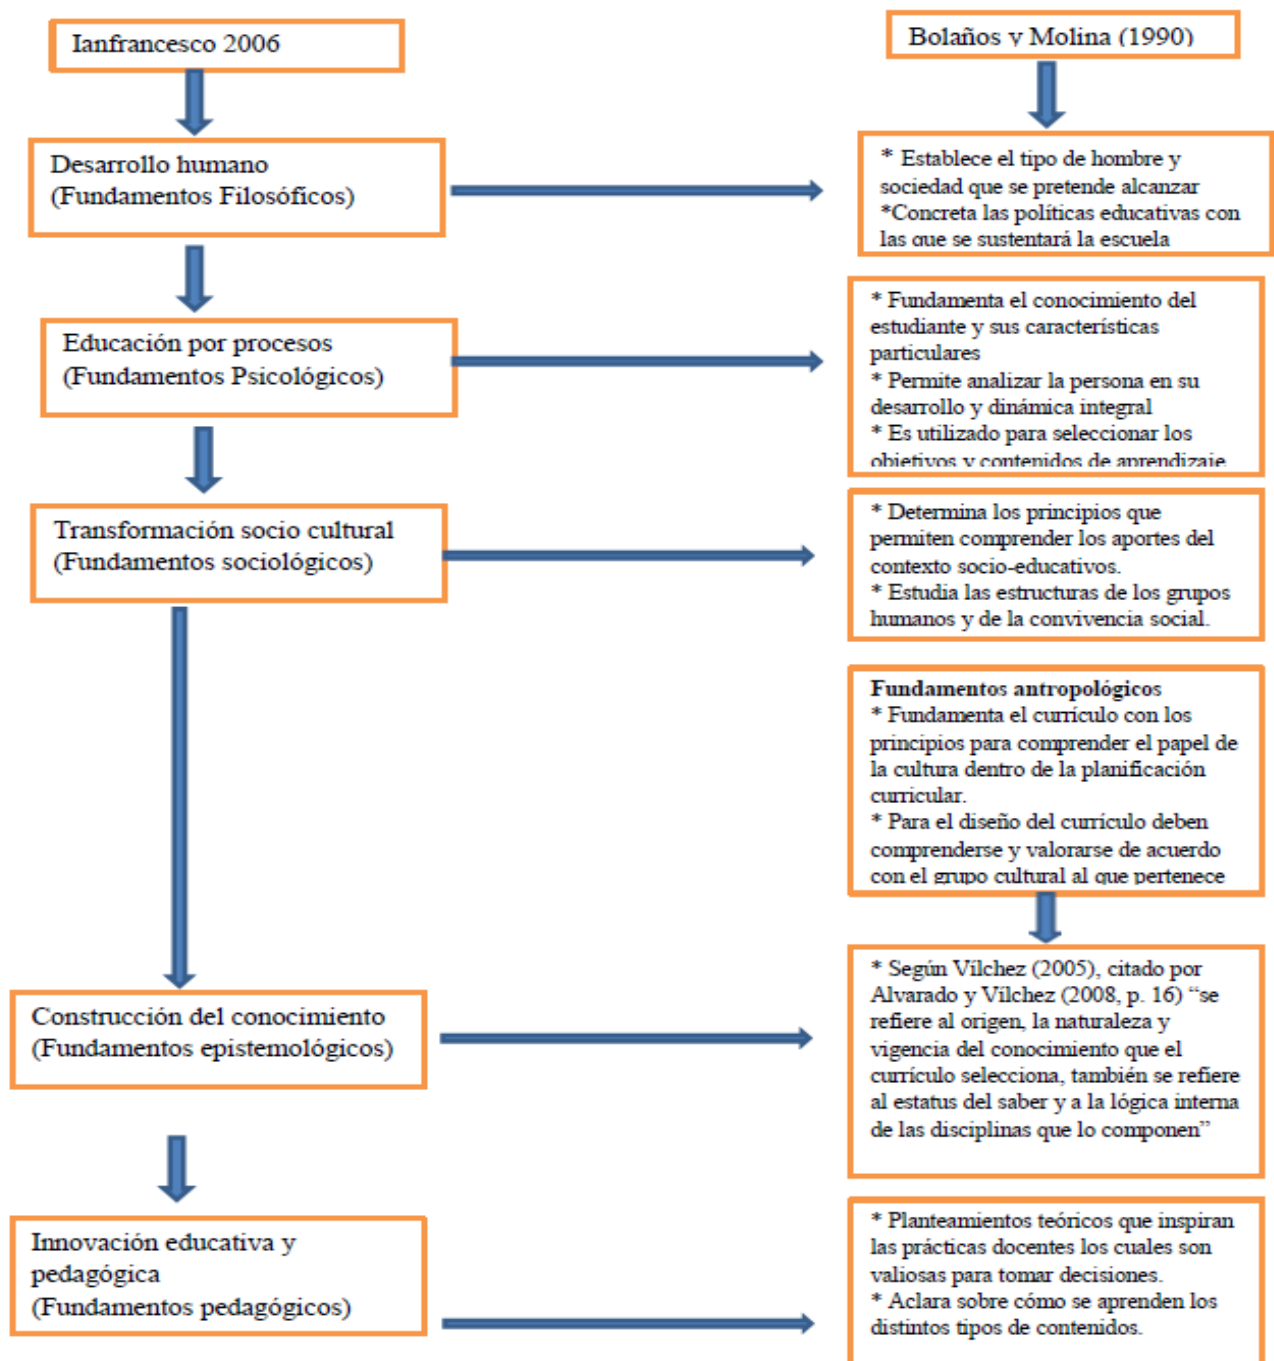 Ianfrancesco 2006
Bolaños y Molina (1990)
Desarrollo humano
(Fundamentos Filosóficos)
* Establece el tipo de hombre y
sociedad que se pretende alcanzar
*Concreta las políticas educativas con
las que se sustentará la escuela
Educación por procesos
(Fundamentos Psicológicos)
* Fundamenta el conocimiento del
estudiante y sus características
particulares
* Permite analizar la persona en su
desarrollo y dinámica integral
* Es utilizado para seleccionar los
objetivos y contenidos de aprendizaje
Transformación socio cultural
(Fundamentos sociológicos)
* Determina los principios que
permiten comprender los aportes del
contexto socio-educativos.
* Estudia las estructuras de los grupos
humanos y de la convivencia social.
Fundamentos antropológicos
* Fundamenta el currículo con los
principios para comprender el papel de
la cultura dentro de la planificación
curricular.
* Para el diseño del currículo deben
comprenderse y valorarse de acuerdo
con el grupo cultural al que pertenece
Construcción del conocimiento
(Fundamentos epistemológicos)
* Según Vílchez (2005), citado por
Alvarado y Vílchez (2008, p. 16) “se
refiere al origen, la naturaleza y
vigencia del conocimiento que el
currículo selecciona, también se refiere
al estatus del saber y a la lógica interna
de las disciplinas que lo componen”
Innovación educativa y
pedagógica
(Fundamentos pedagógicos)
* Planteamientos teóricos que inspiran
las prácticas docentes los cuales son
valiosas para tomar decisiones.
* Aclara sobre cómo se aprenden los
distintos tipos de contenidos.